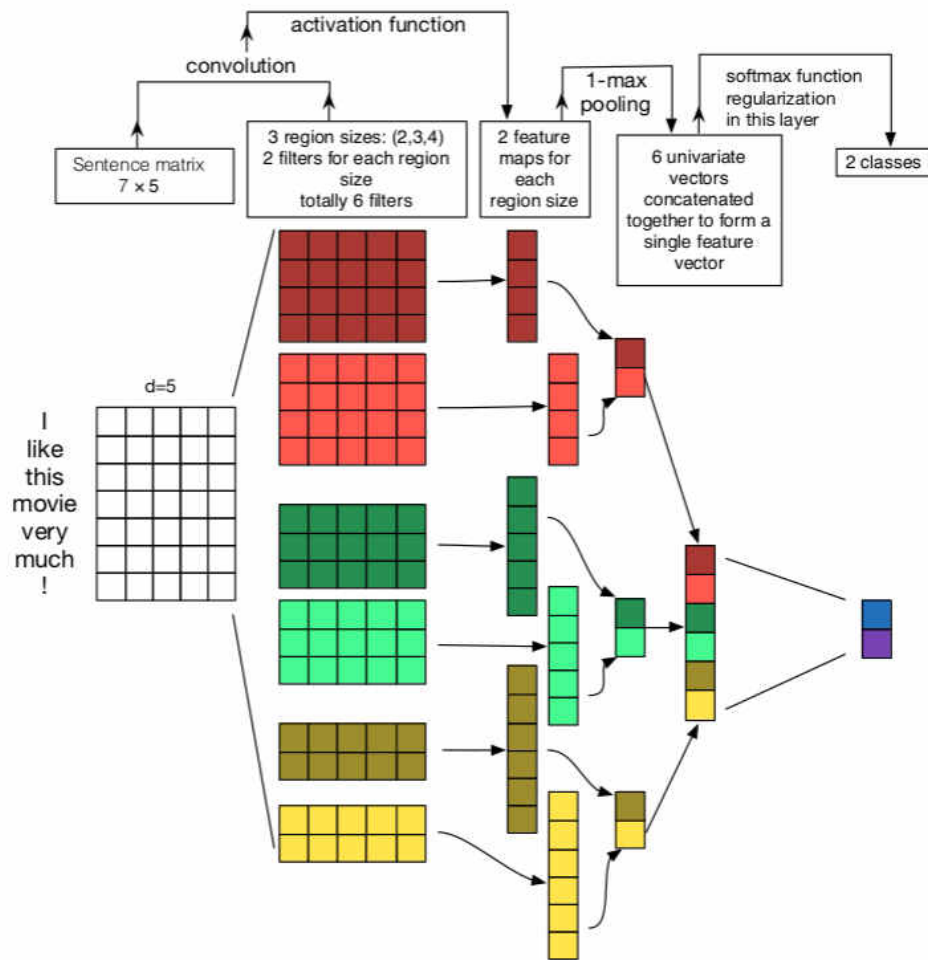 activation function
convolution
1-max
pooling
softmax function
regularization
in this layer
Sentence matrix
7 × 5
3 region sizes: (2,3,4)
2 filters for each region
size
totally 6 filters
2 feature
maps for
each
region size
6 univariate
vectors
concatenated
together to form a
single feature
vector
2 classes
d=5
I
like
this
movie
very
much
!